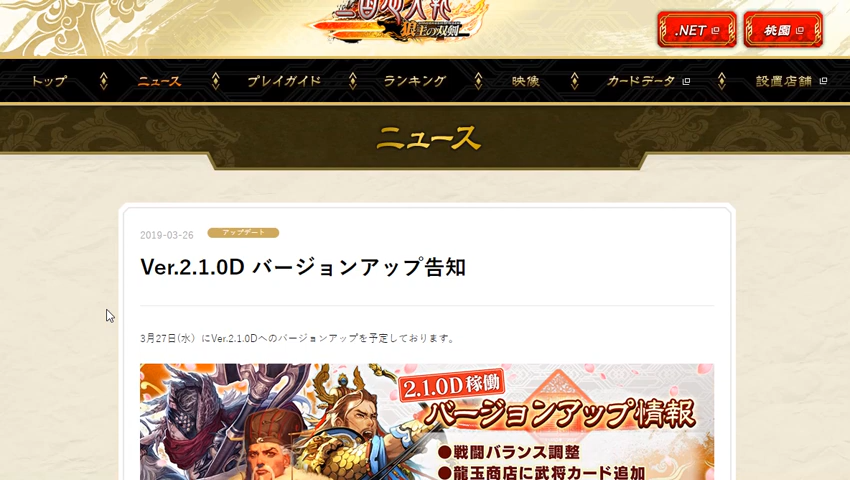 三国志大戦
狼主の双剣
.NET
桃園
トップ
ニュース
プレイガイド
ランキング
映像
カードデータ
設置店舗
ニュース
2019-03-26
アップデート
Ver.2.1.0D バージョンアップ告知
3月27日(水）にVer.2.1.0Dへのバージョンアップを予定しております。
2.1.0D稼働
バージョンアップ情報
●戦闘バランス調整
●龍玉商店に武将カード追加